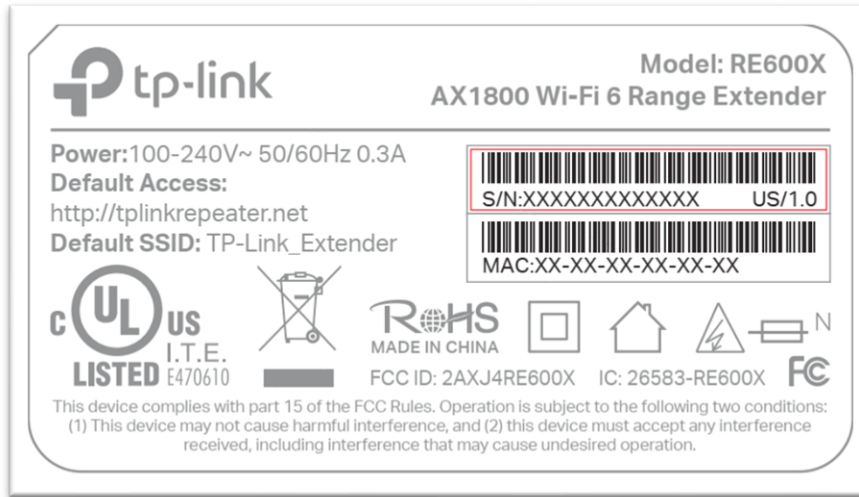 tp-link
Model: RE600X
AX1800 Wi-Fi 6 Range Extender
Power:100-240V~ 50/60Hz 0.3A
Default Access:
http://tplinkrepeater.net
Default SSID: TP-Link_Extender
S/N:XXXXXXXXXXXXX US/1.0
MAC:XX-XX-XX-XX-XX-XX
C UL US
LISTED
I.T.E.
E470610
RoHS
MADE IN CHINA
N
FCC ID: 2AXJ4RE600X IC: 26583-RE600X FC
This device complies with part 15 of the FCC Rules. Operation is subject to the following two conditions:
(1) This device may not cause harmful interference, and (2) this device must accept any interference
received, including interference that may cause undesired operation.